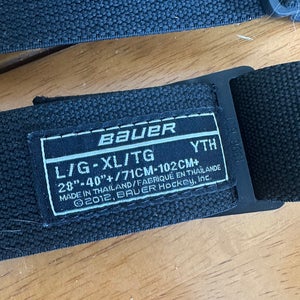 BAUER
YTH
L/G-XL/TG
28"-40"+/71CM-102CM+
MADE IN THAILAND/FABRIQUÉ EN THAILANDE
©2012, BAUER Hockey, Inc.